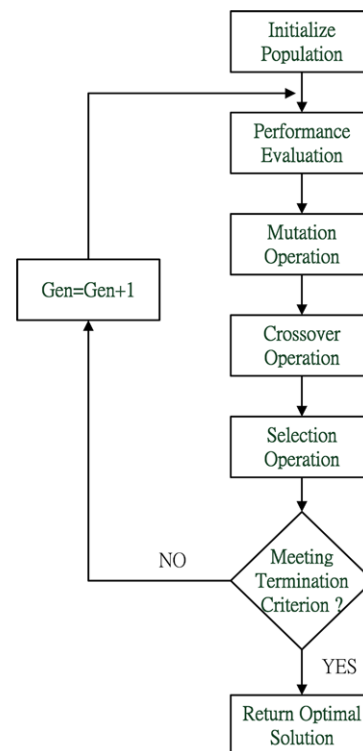 Initialize
Population
Performance
Evaluation
Mutation
Operation
Gen=Gen+1
Crossover
Operation
Selection
Operation
NO
Meeting
Termination
Criterion ?
YES
Return Optimal
Solution